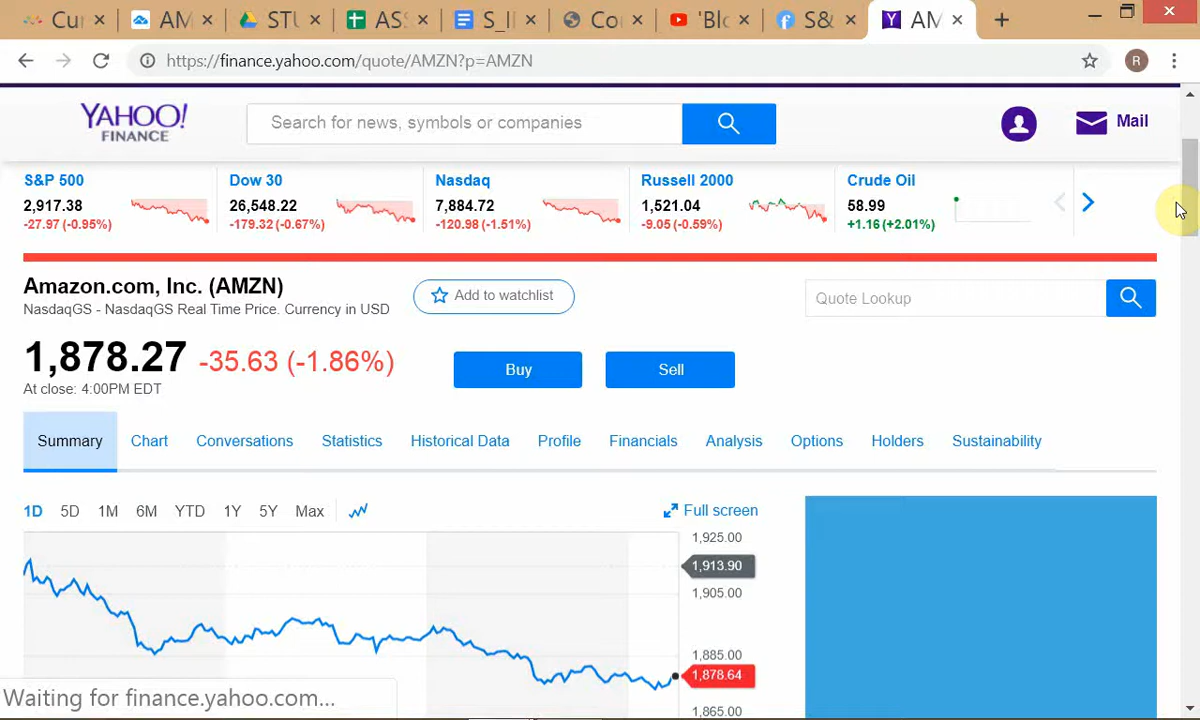 Cu AM STU ASS S_II Co 'Blo S& AM
https://finance.yahoo.com/quote/AMZN?p=AMZN R
YAHOO!
FINANCE
Search for news, symbols or companies
Mail
S&P 500 Dow 30 Nasdaq Russell 2000 Crude Oil
2,917.38 26,548.22 7,884.72 1,521.04 58.99
-27.97 (-0.95%) -179.32 (-0.67%) -120.98 (-1.51%) -9.05 (-0.59%) +1.16 (+2.01%)
Amazon.com, Inc. (AMZN)
Add to watchlist
Quote Lookup
NasdaqGS - NasdaqGS Real Time Price. Currency in USD
1,878.27 -35.63 (-1.86%)
Buy Sell
At close: 4:00PM EDT
Summary Chart Conversations Statistics Historical Data Profile Financials Analysis Options Holders Sustainability
1D 5D 1M 6M YTD 1Y 5Y Max Full screen
1,925.00
1,913.90
1,905.00
1,885.00
1,878.64
1,865.00
Waiting for finance.yahoo.com...